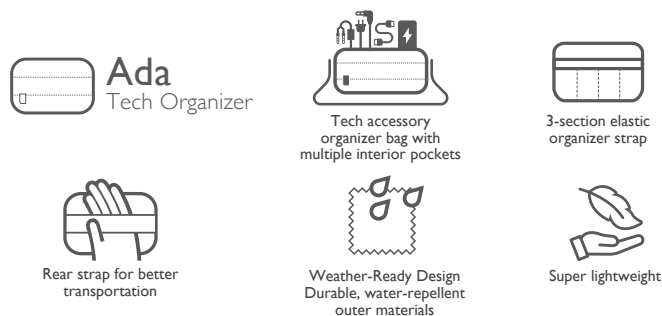 Ada
Tech Organizer
Tech accessory
organizer bag with
multiple interior pockets
3-section elastic
organizer strap
Rear strap for better
transportation
Weather-Ready Design
Durable, water-repellent
outer materials
Super lightweight